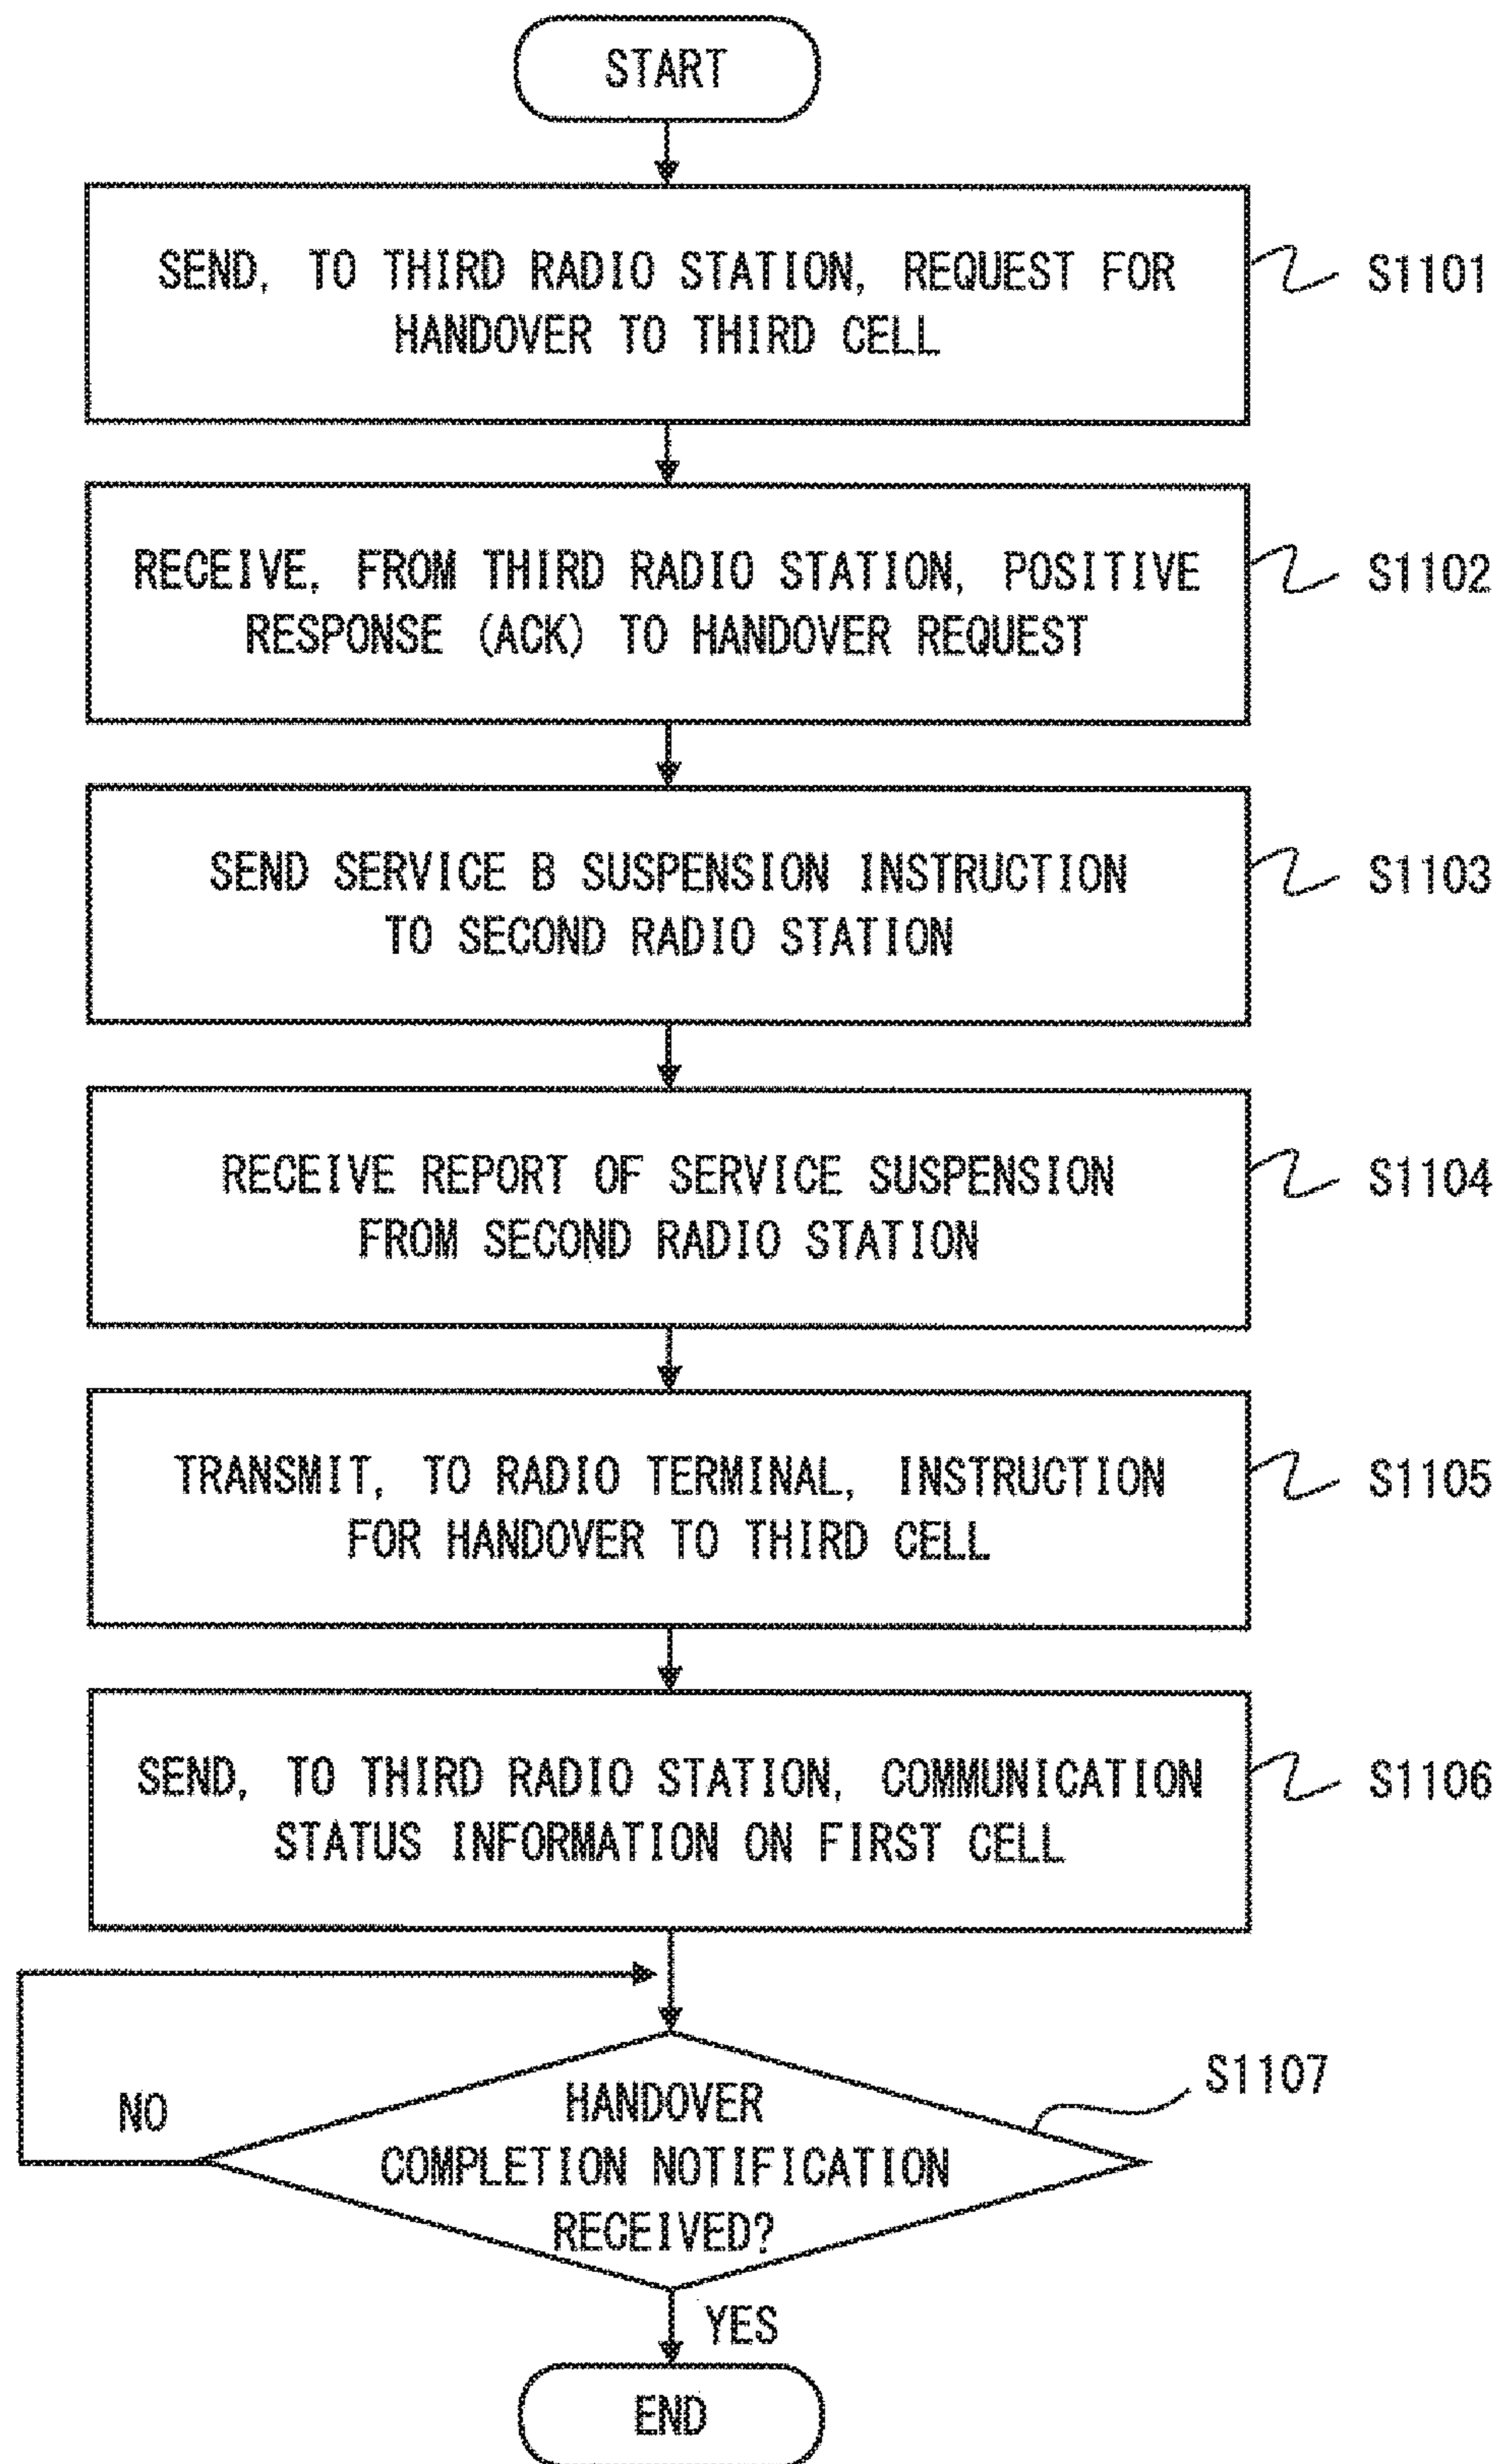 START
SEND, TO THIRD RADIO STATION, REQUEST FOR
HANDOVER TO THIRD CELL
S1101
RECEIVE, FROM THIRD RADIO STATION, POSITIVE
RESPONSE (ACK) TO HANDOVER REQUEST
S1102
SEND SERVICE B SUSPENSION INSTRUCTION
TO SECOND RADIO STATION
S1103
RECEIVE REPORT OF SERVICE SUSPENSION
FROM SECOND RADIO STATION
S1104
TRANSMIT, TO RADIO TERMINAL, INSTRUCTION
FOR HANDOVER TO THIRD CELL
S1105
SEND, TO THIRD RADIO STATION, COMMUNICATION
STATUS INFORMATION ON FIRST CELL
S1106
S1107
NO
HANDOVER
COMPLETION NOTIFICATION
RECEIVED?
YES
END